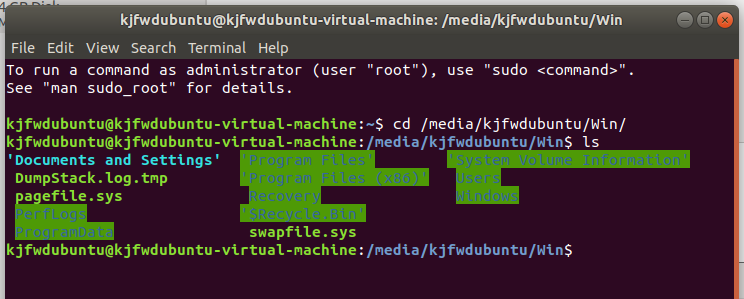 4 GB Disk
kjfwdubuntu@kjfwdubuntu-virtual-machine: /media/kjfwdubuntu/Win
File Edit View Search Terminal Help
To run a command as administrator (user "root"), use "sudo <command>".
See "man sudo_root" for details.
kjfwdubuntu@kjfwdubuntu-virtual-machine:~$ cd /media/kjfwdubuntu/Win/
kjfwdubuntu@kjfwdubuntu-virtual-machine:/media/kjfwdubuntu/Win$ ls
'Documents and Settings' 'Program Files' 'System Volume Information'
DumpStack.log.tmp 'Program Files (x86)' Users
pagefile.sys Recovery Windows
PerfLogs '$Recycle.Bin'
ProgramData swapfile.sys
kjfwdubuntu@kjfwdubuntu-virtual-machine:/media/kjfwdubuntu/Win$